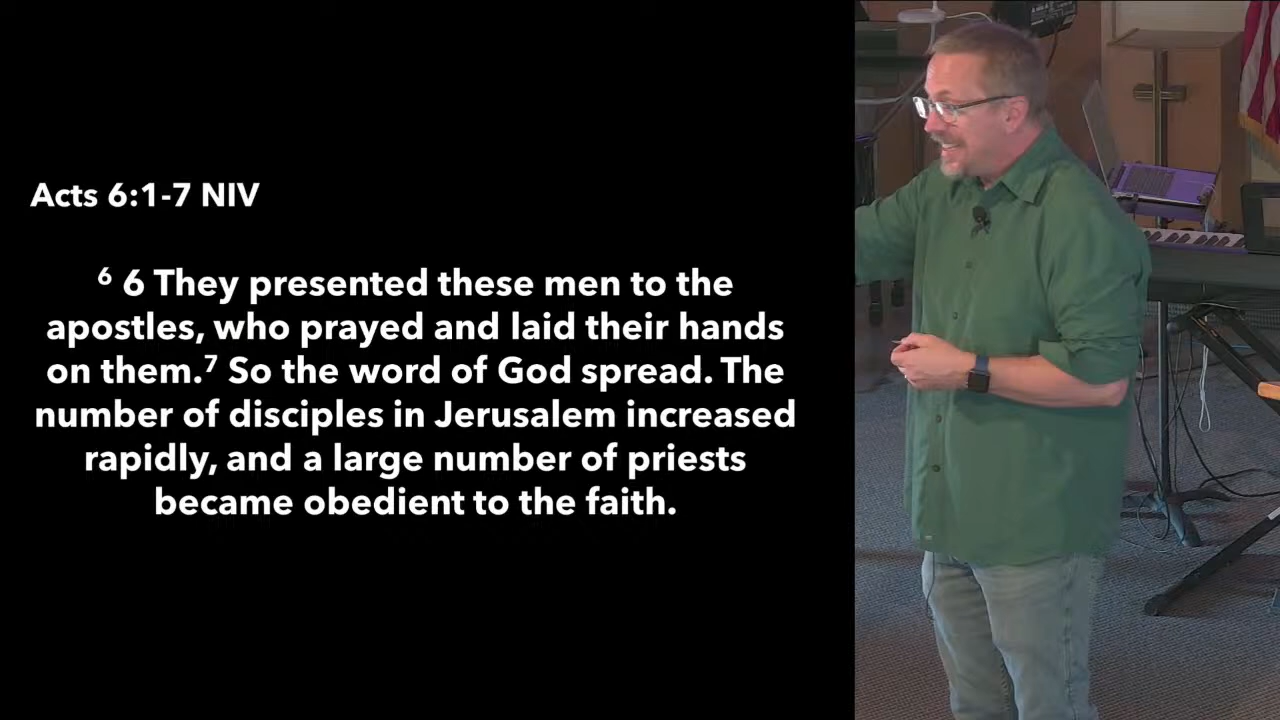 Acts 6:1-7 NIV
⁶ 6 They presented these men to the
apostles, who prayed and laid their hands
on them.⁷ So the word of God spread. The
number of disciples in Jerusalem increased
rapidly, and a large number of priests
became obedient to the faith.